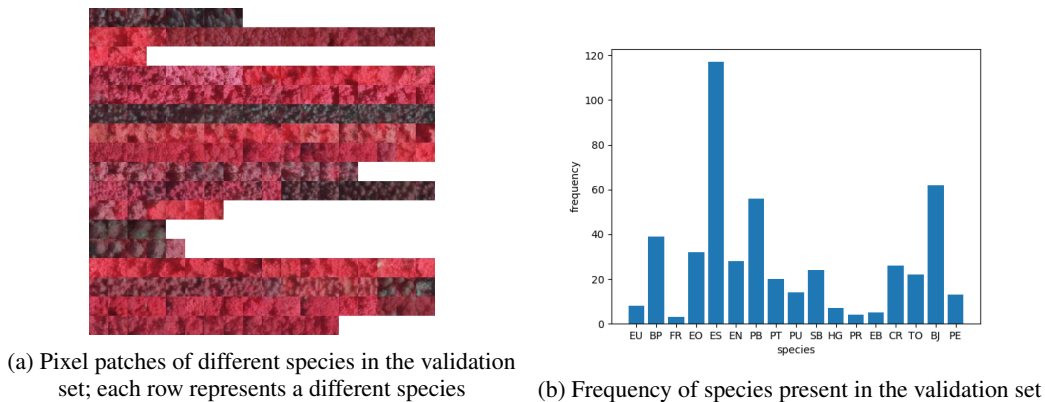 120
100
80
60
40
20
0
frequency
EU BP FR EO ES EN PB PT PU SB HG PR EB CR TO BJ PE
species
(a) Pixel patches of different species in the validation
set; each row represents a different species
(b) Frequency of species present in the validation set